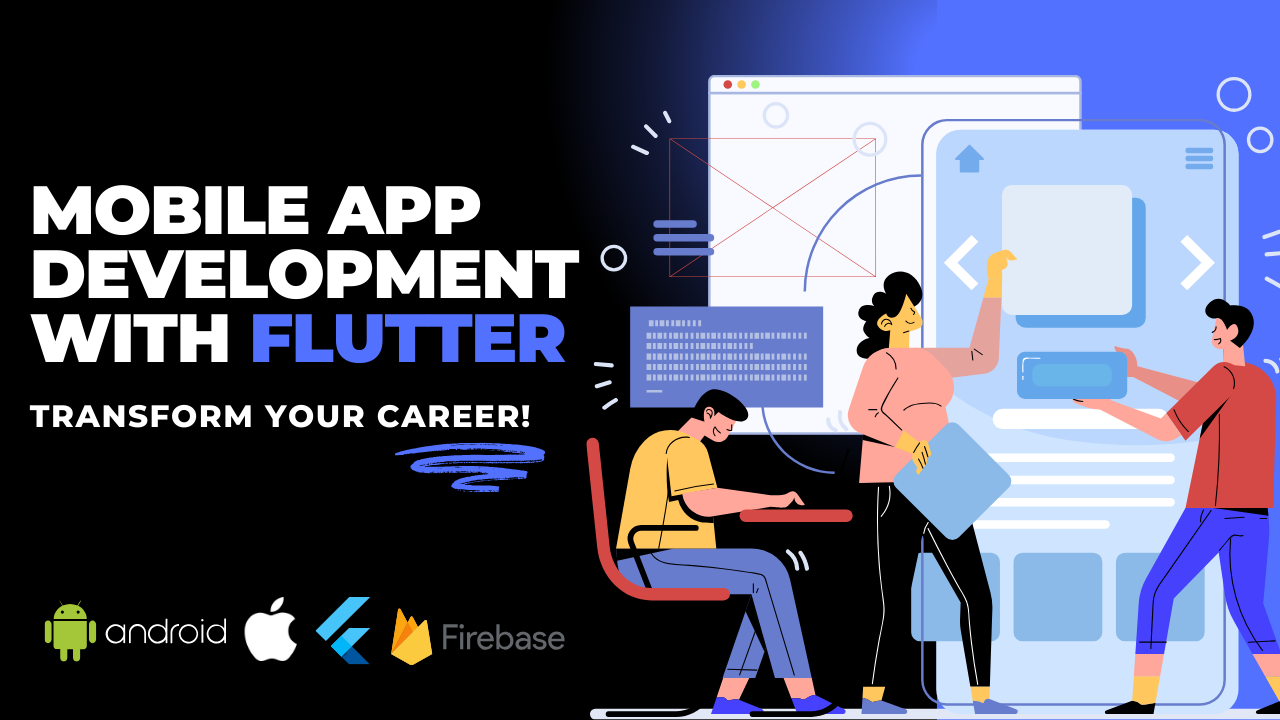 MOBILE APP
DEVELOPMENT
WITH FLUTTER
TRANSFORM YOUR CAREER!
android
Firebase